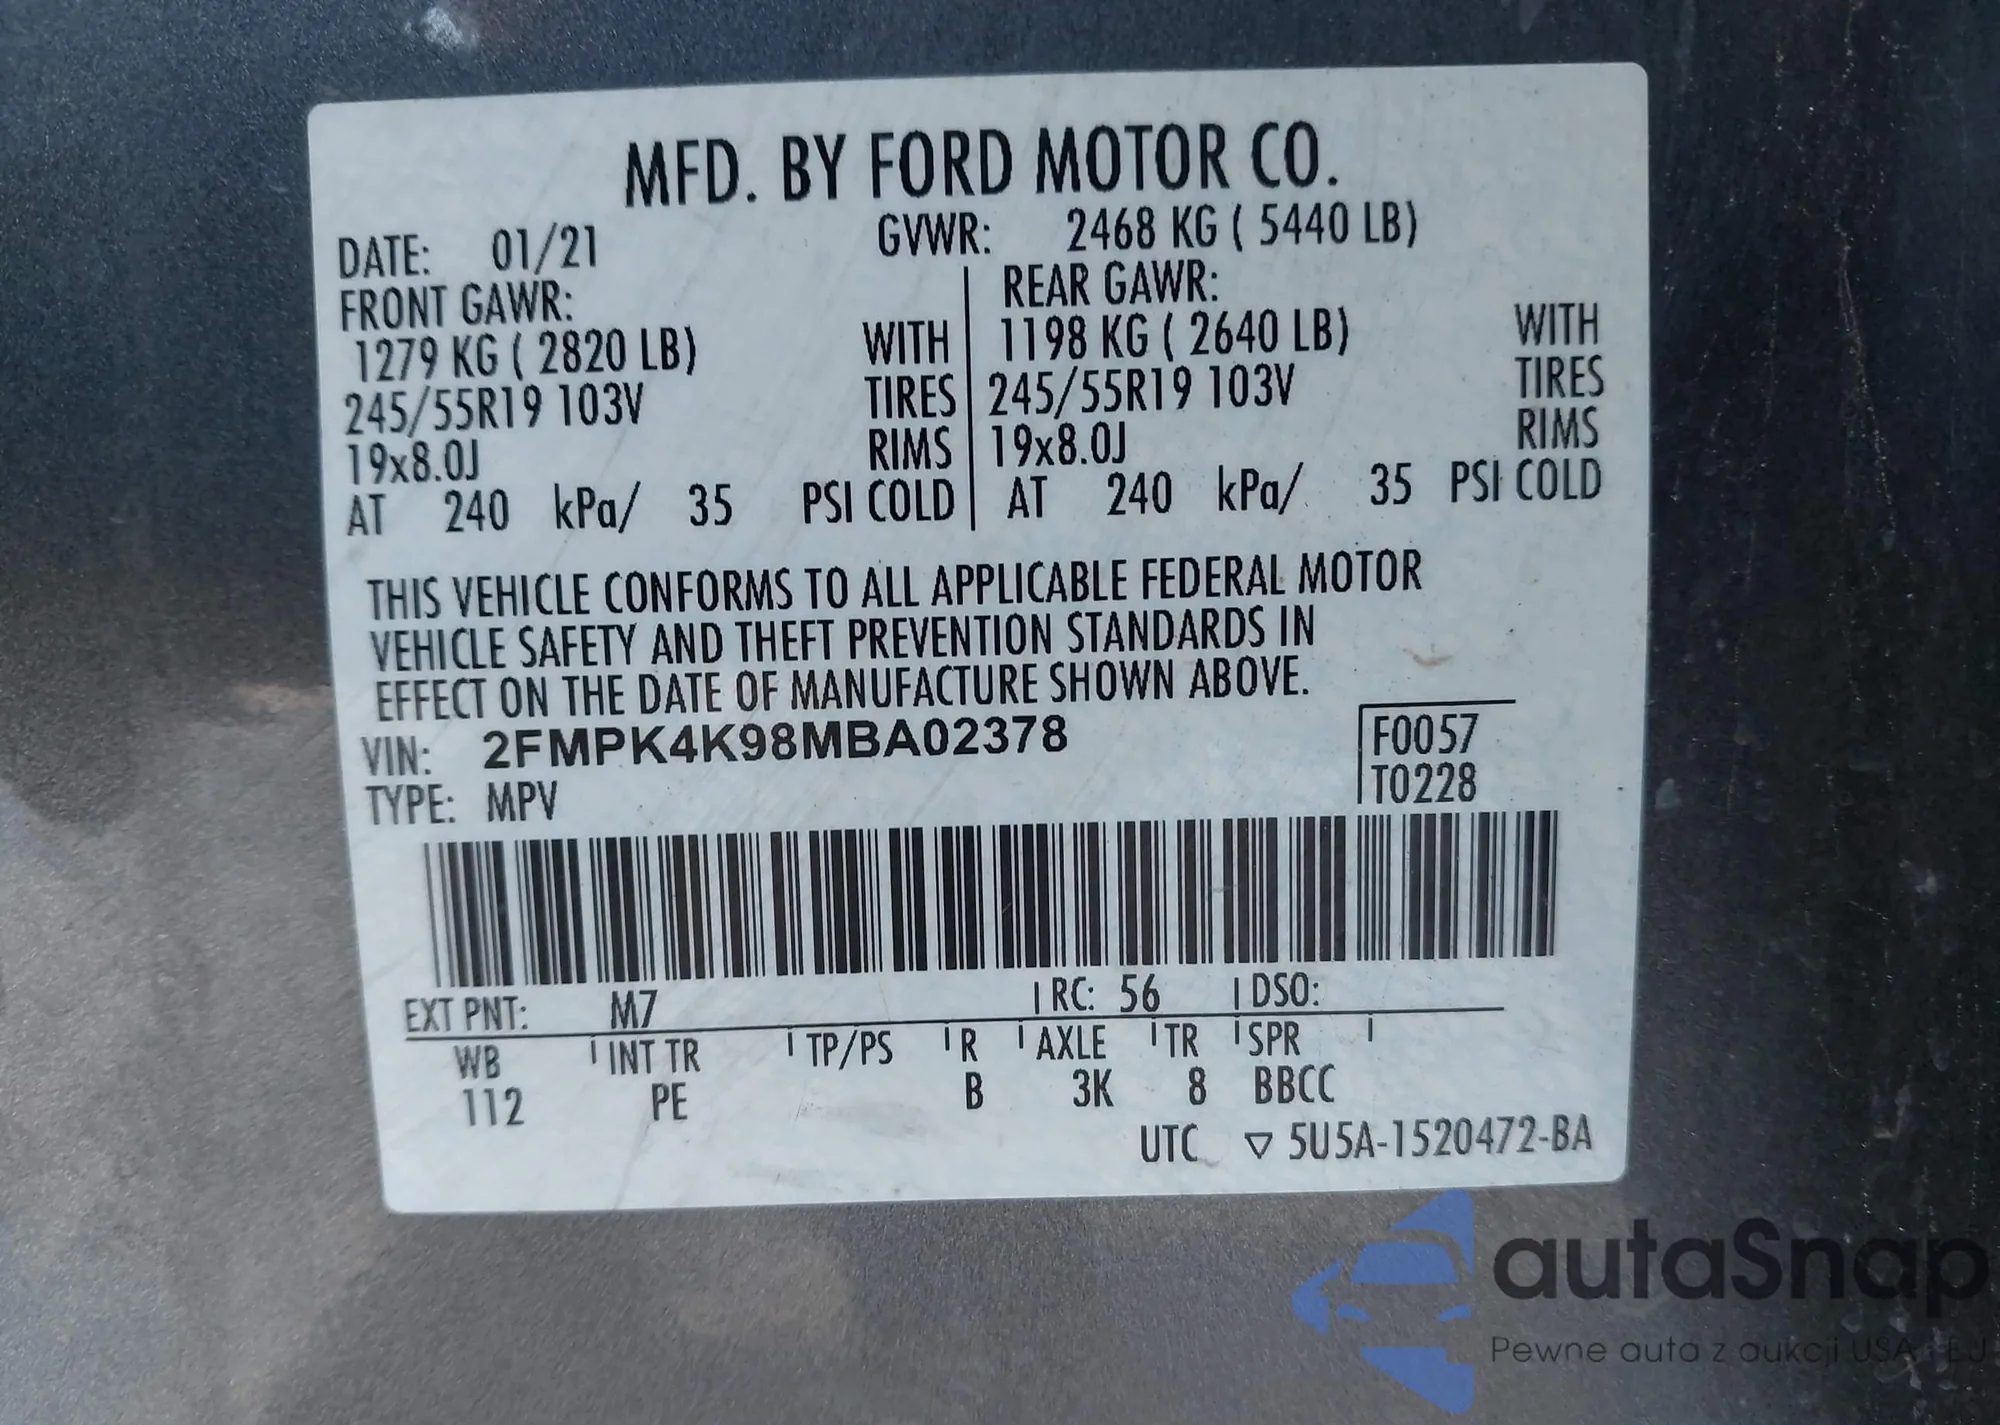 MFD. BY FORD MOTOR CO.
DATE: 01/21 GVWR: 2468 KG ( 5440 LB)
FRONT GAWR: REAR GAWR:
1279 KG ( 2820 LB) WITH 1198 KG ( 2640 LB) WITH
245/55R19 103V TIRES 245/55R19 103V TIRES
19x8.0J RIMS 19x8.0J RIMS
AT 240 kPa/ 35 PSI COLD AT 240 kPa/ 35 PSI COLD
THIS VEHICLE CONFORMS TO ALL APPLICABLE FEDERAL MOTOR
VEHICLE SAFETY AND THEFT PREVENTION STANDARDS IN
EFFECT ON THE DATE OF MANUFACTURE SHOWN ABOVE.
VIN: 2FMPK4K98MBA02378 F0057
TYPE: MPV T0228
EXT PNT: M7 RC: 56 DSO:
WB INT TR TP/PS R AXLE TR SPR
112 PE B 3K 8 BBCC
UTC ▽ 5U5A-1520472-BA
autaSnap
Pewne auta z aukcji USA i EJ